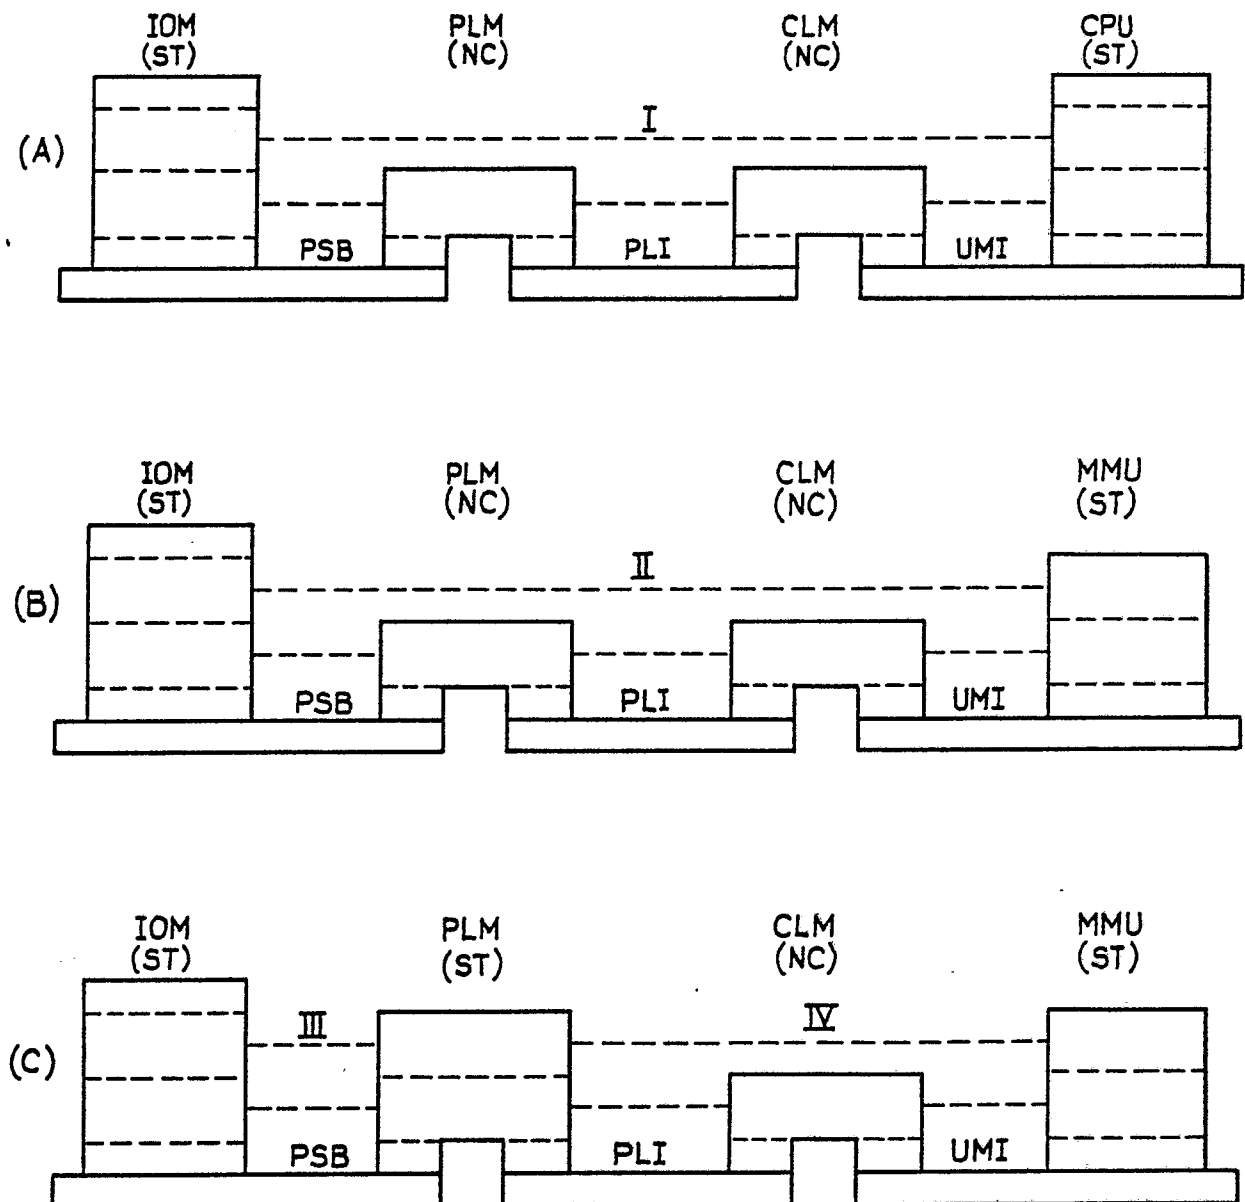 IOM PLM CLM CPU
(ST) (NC) (NC) (ST)
I
(A)
PSB PLI UMI
IOM PLM CLM MMU
(ST) (NC) (NC) (ST)
II
(B)
PSB PLI UMI
IOM PLM CLM MMU
(ST) (ST) (NC) (ST)
III IV
(C)
PSB PLI UMI